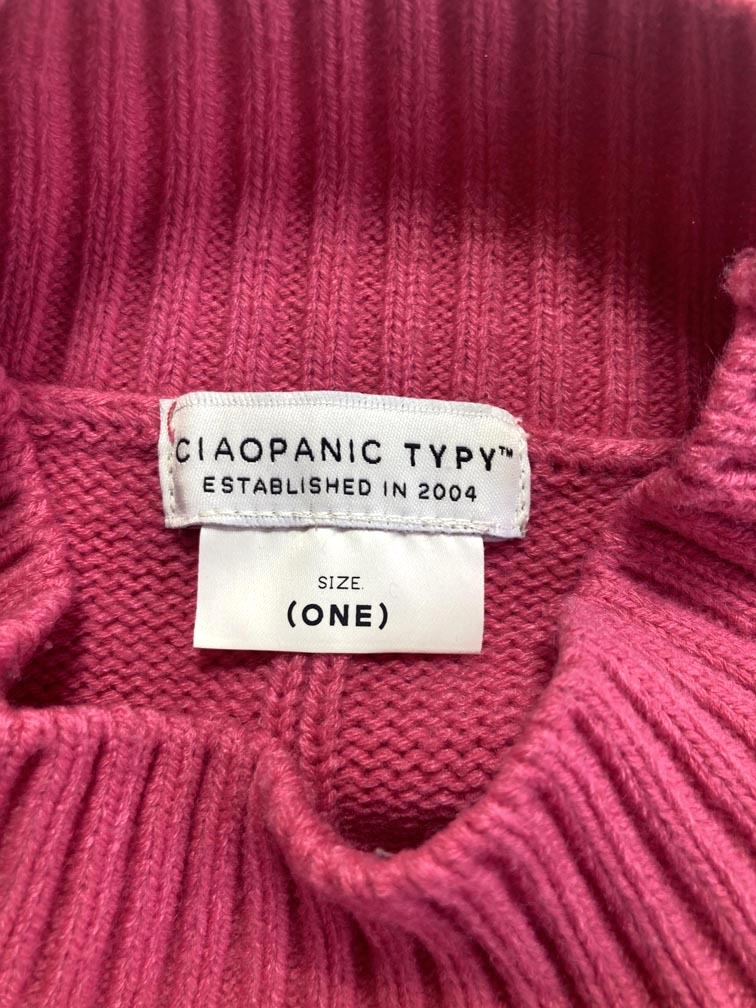 CIAOPANIC TYPY™
ESTABLISHED IN 2004
SIZE.
(ONE)